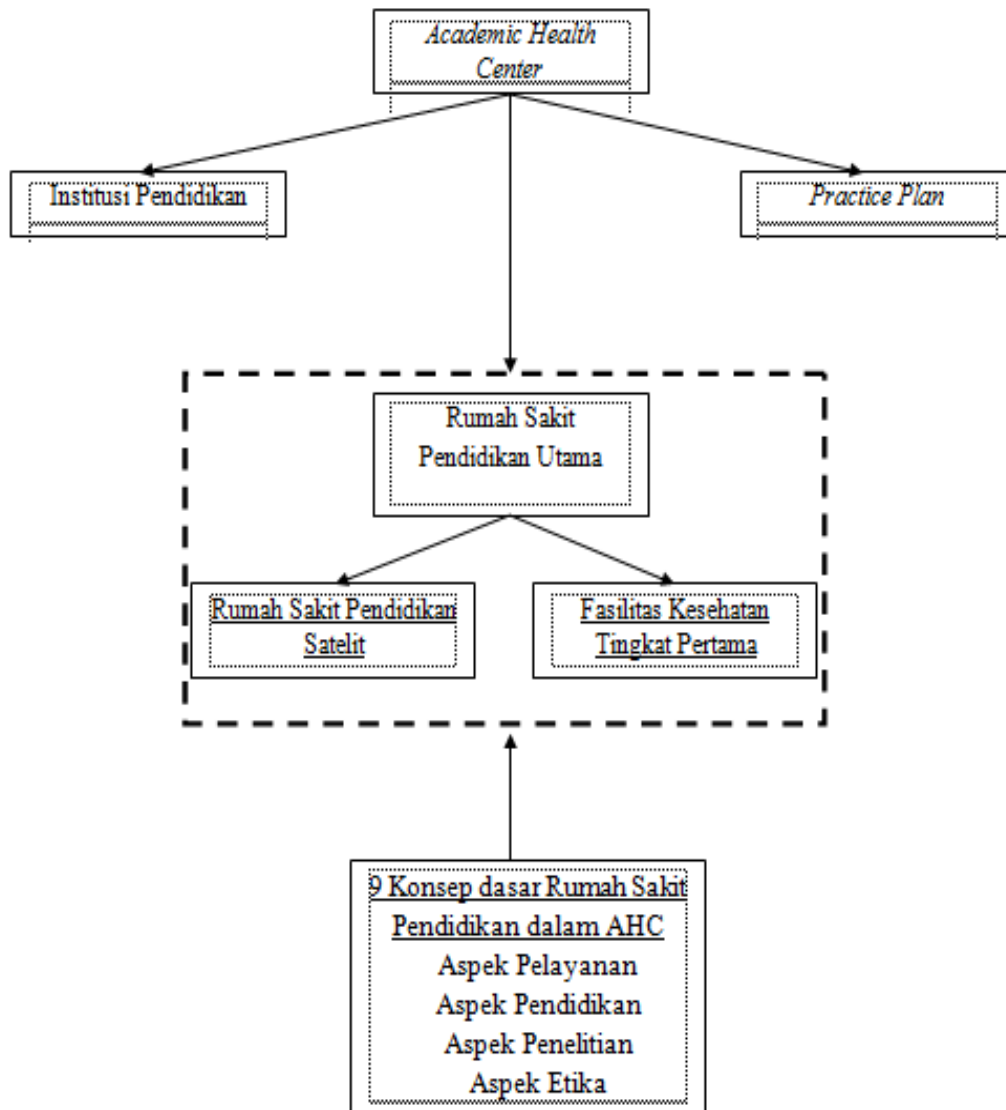 Academic Health
Center
Institusi Pendidikan
Practice Plan
Rumah Sakit
Pendidikan Utama
Rumah Sakit Pendidikan
Satelit
Fasilitas Kesehatan
Tingkat Pertama
9 Konsep dasar Rumah Sakit
Pendidikan dalam AHC
Aspek Pelayanan
Aspek Pendidikan
Aspek Penelitian
Aspek Etika